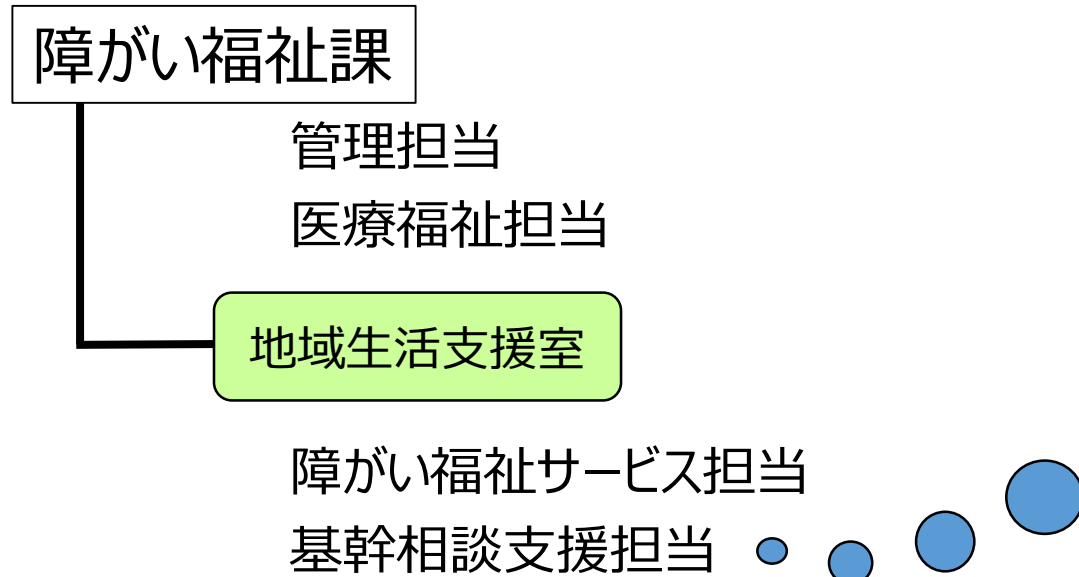 障がい福祉課
管理担当
医療福祉担当
地域生活支援室
障がい福祉サービス担当
基幹相談支援担当